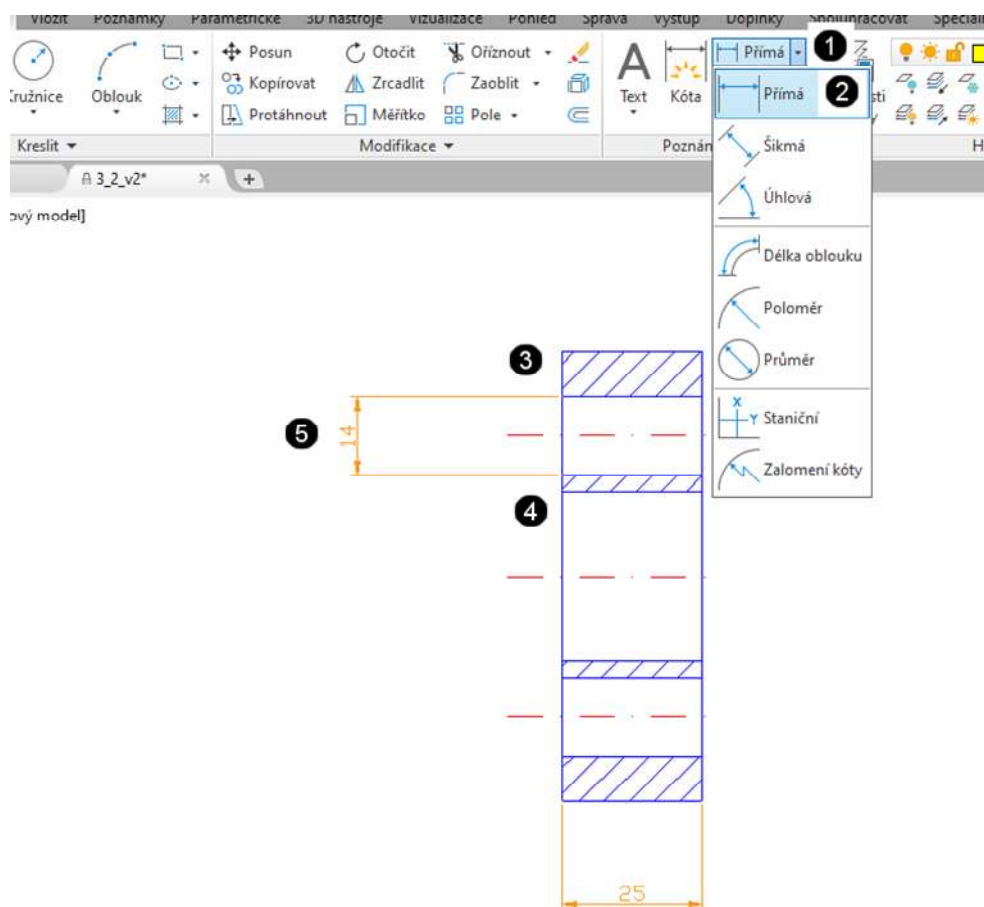 Vložit Poznámky Parametrické 3D nástroje Vizualizace Pohled Správa Výstup Doplňky Spolupracovat
Posun Otočit Oříznout Přímá 1
Kružnice Oblouk Kopírovat Zrcadlit Zaoblit Text Kóta Přímá 2
Protáhnout Měřítko Pole
Kreslit Modifikace
Šikmá
3_2_v2*
Úhlová
ový model]
Délka oblouku
Poloměr
3
Průměr
X
Y Staniční
5 14
Zalomení kóty
4
25